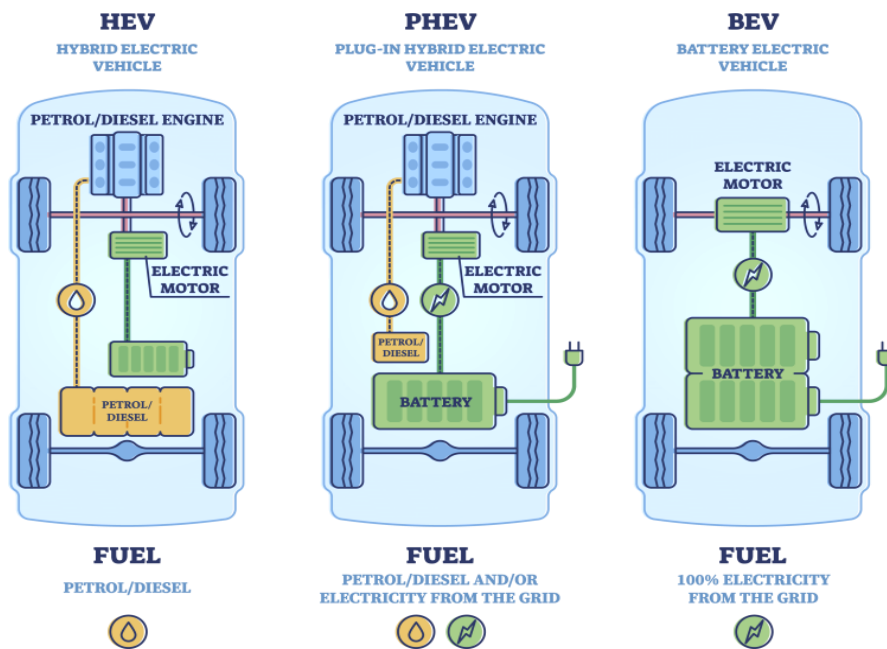 HEV
HYBRID ELECTRIC
VEHICLE
PETROL/DIESEL ENGINE
ELECTRIC
MOTOR
PETROL/
DIESEL
FUEL
PETROL/DIESEL
PHEV
PLUG-IN HYBRID ELECTRIC
VEHICLE
PETROL/DIESEL ENGINE
ELECTRIC
MOTOR
PETROL/
DIESEL
BATTERY
FUEL
PETROL/DIESEL AND/OR
ELECTRICITY FROM THE GRID
BEV
BATTERY ELECTRIC
VEHICLE
ELECTRIC
MOTOR
BATTERY
FUEL
100% ELECTRICITY
FROM THE GRID